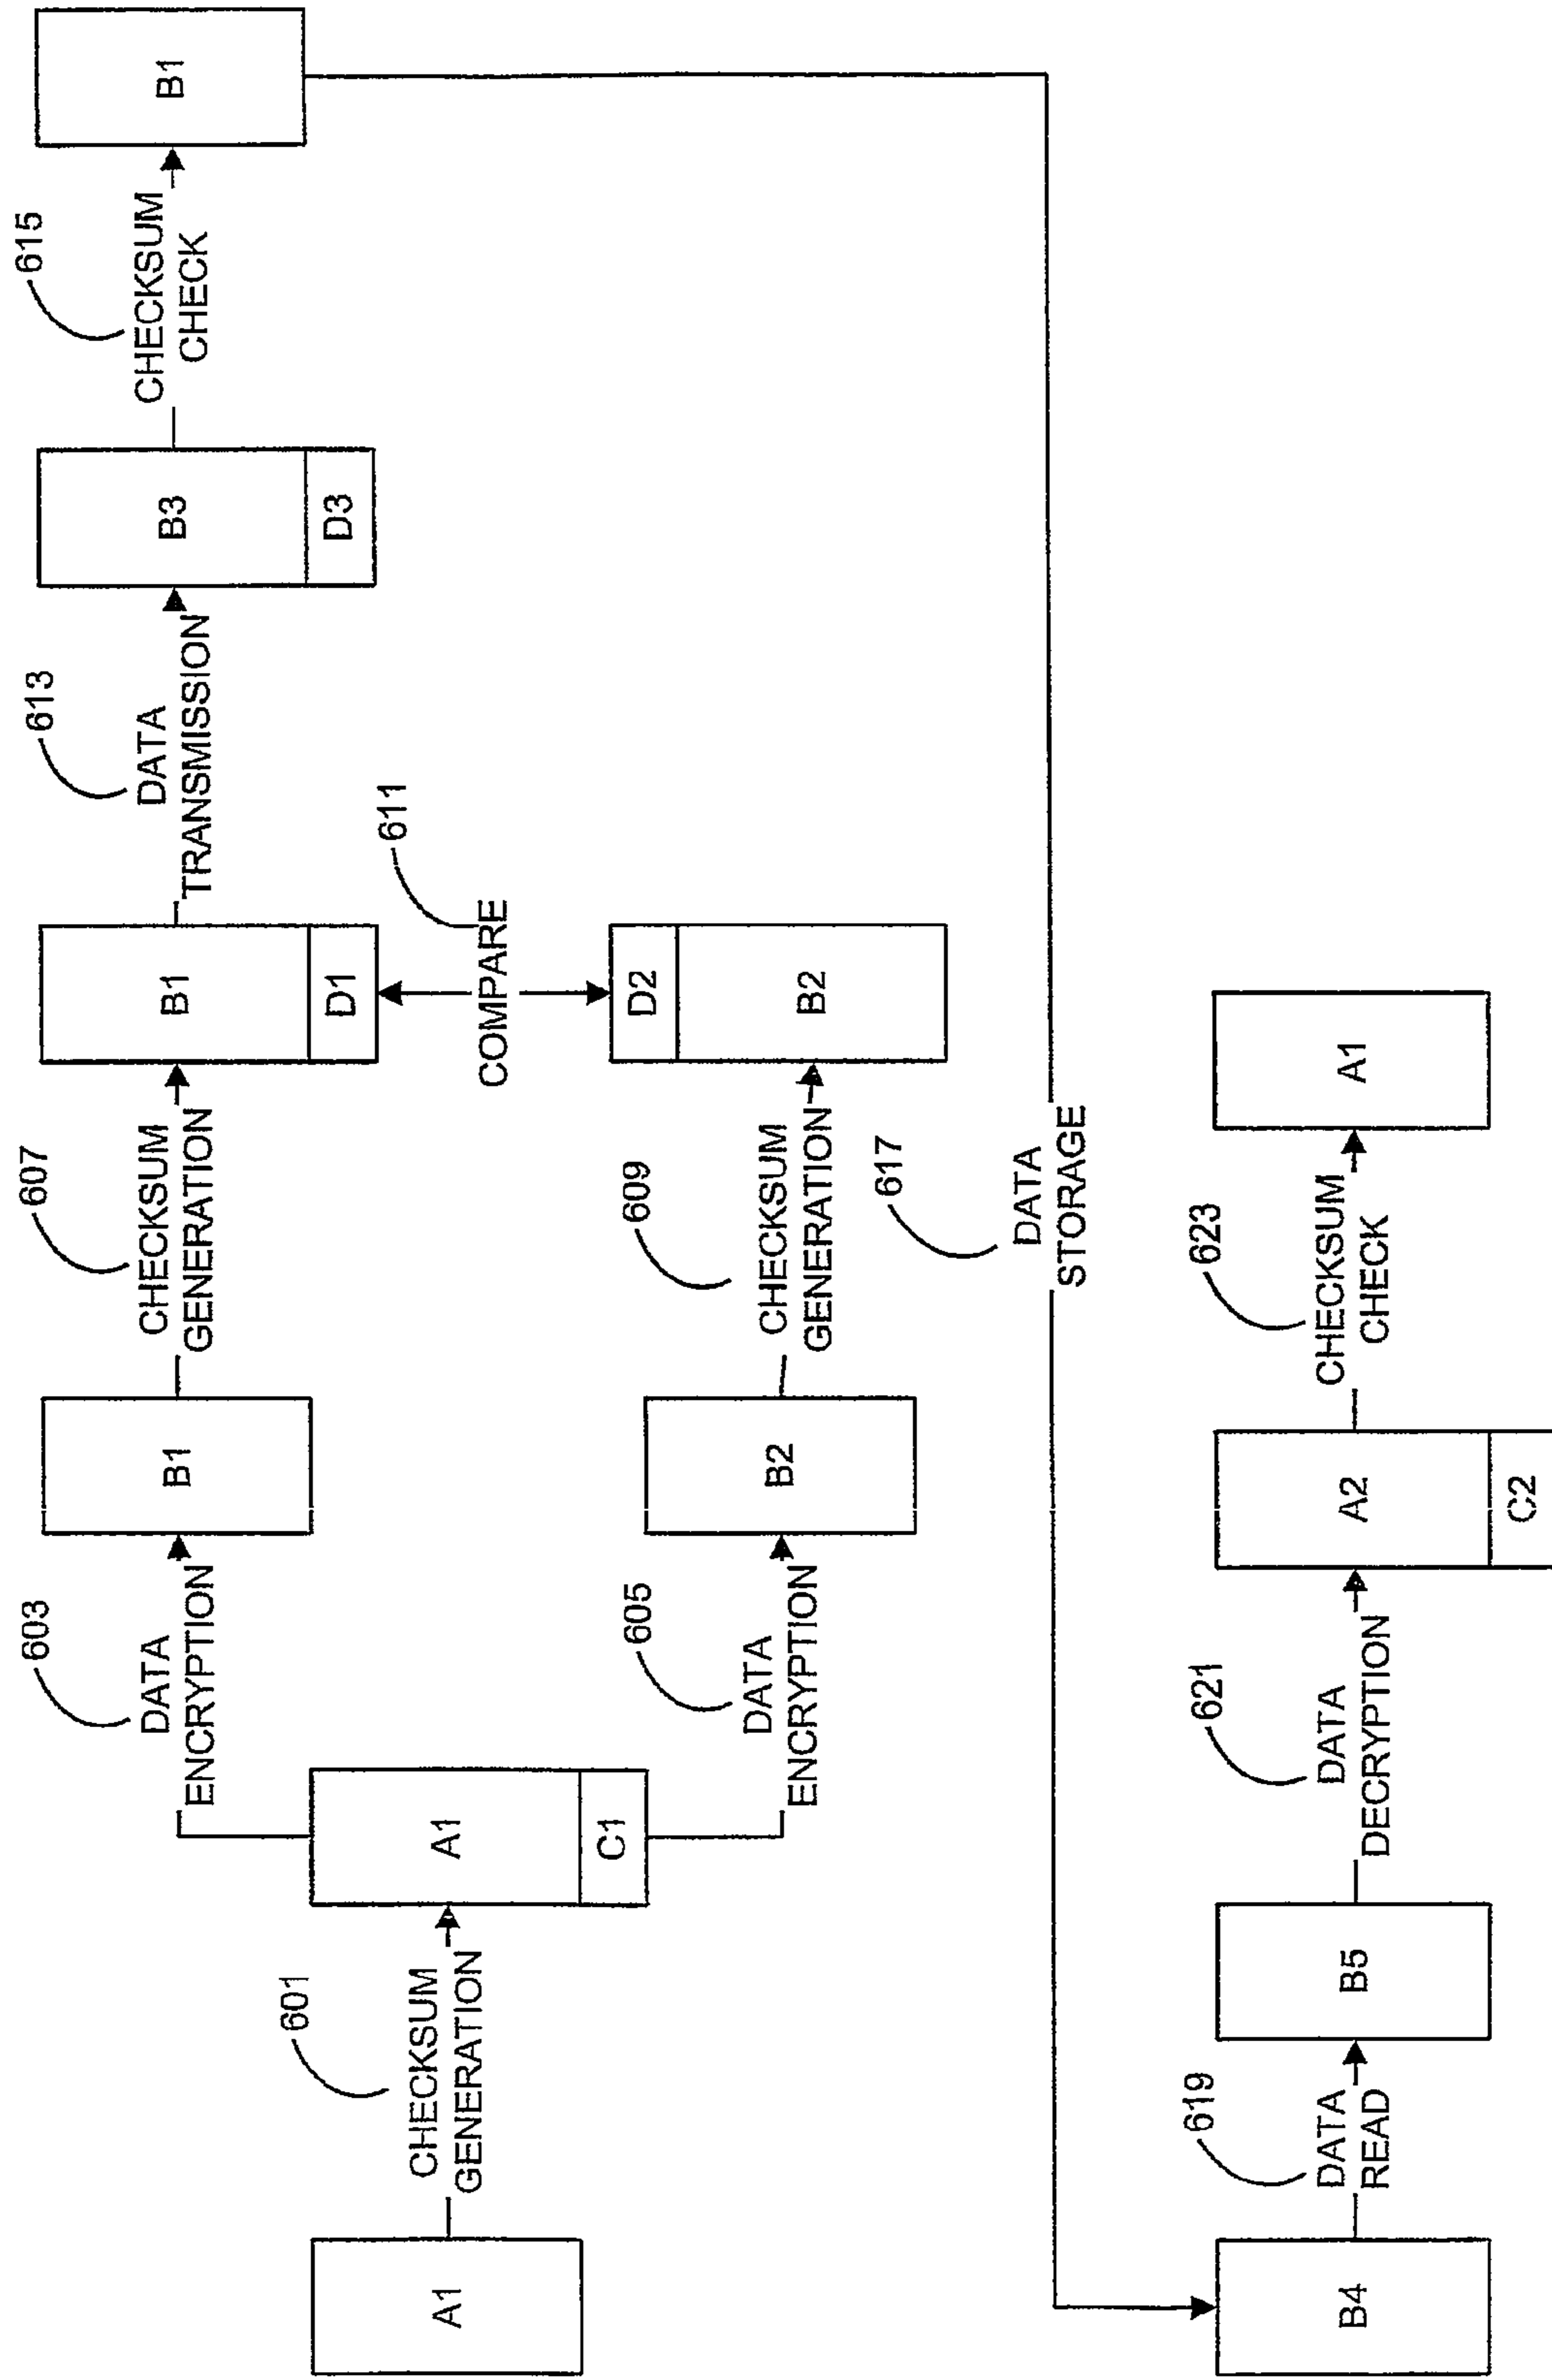 A1
601
CHECKSUM
GENERATION
A1
C1
603
DATA
ENCRYPTION
B1
607
CHECKSUM
GENERATION
B1
D1
613
DATA
TRANSMISSION
B3
D3
615
CHECKSUM
CHECK
B1
605
DATA
ENCRYPTION
B2
609
CHECKSUM
GENERATION
D2
B2
COMPARE
611
617
DATA
STORAGE
B4
619
DATA
READ
B5
621
DATA
DECRYPTION
A2
C2
623
CHECKSUM
CHECK
A1